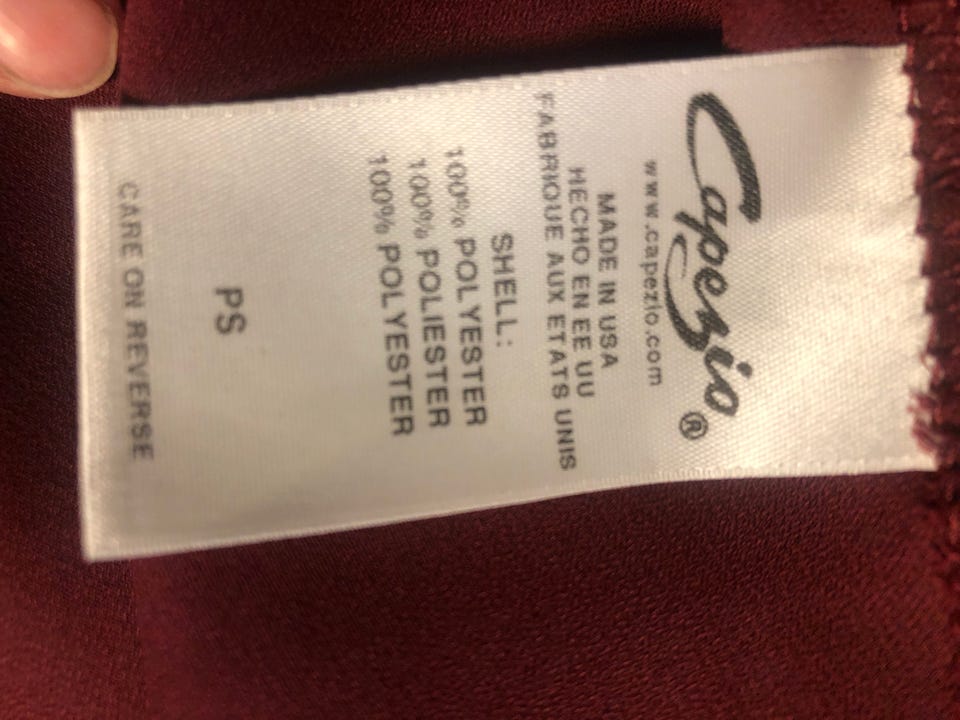 Capezio®
www.capezio.com
MADE IN USA
HECHO EN EE UU
FABRIQUE AUX ETATS UNIS
SHELL:
100% POLYESTER
100% POLIESTER
100% POLYESTER
PS
CARE ON REVERSE